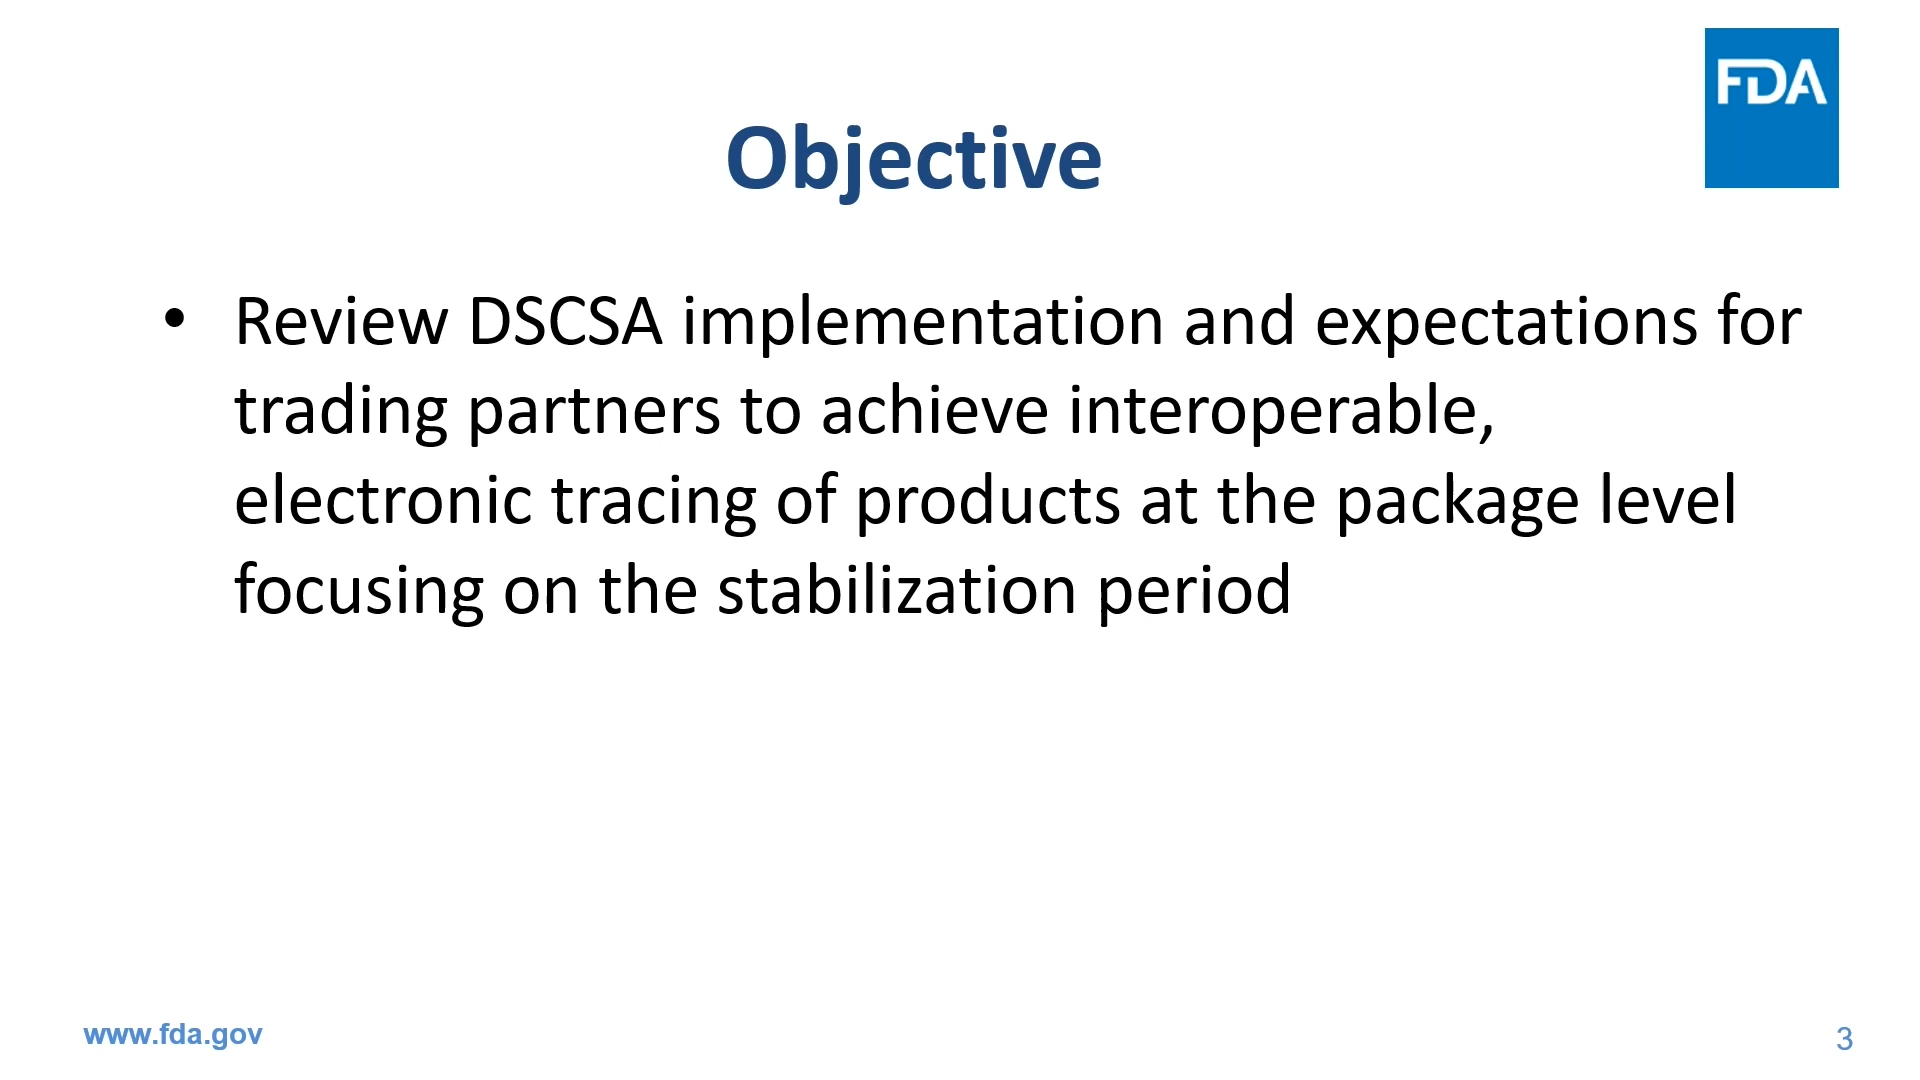 FDA
Objective
• Review DSCSA implementation and expectations for
trading partners to achieve interoperable,
electronic tracing of products at the package level
focusing on the stabilization period
www.fda.gov
3